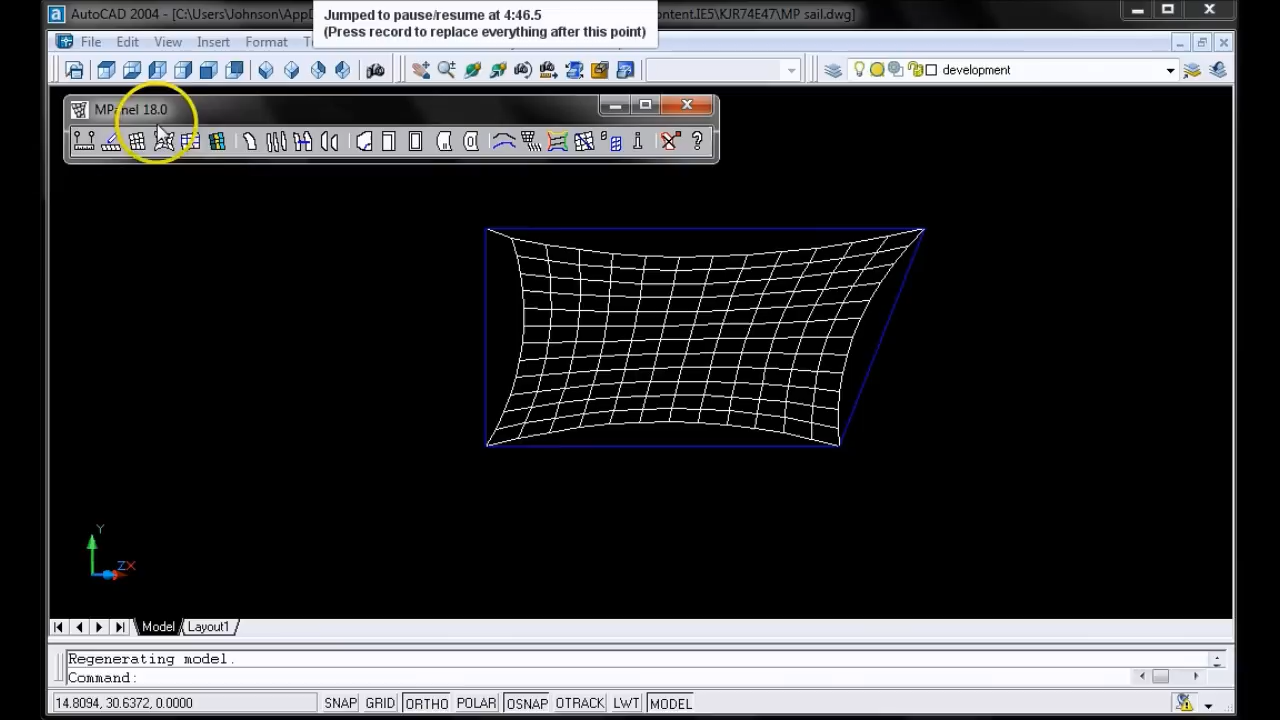 AutoCAD 2004 - [C:\Users\Johnson\AppD
ontent.IE5\KJR74E47\MP sail.dwg]
Jumped to pause/resume at 4:46.5
(Press record to replace everything after this point)
File Edit View Insert Format
development
MPanel 18.0
Y
ZX
Model Layout1
Regenerating model.
Command:
14.8094, 30.6372, 0.0000 SNAP GRID ORTHO POLAR OSNAP OTRACK LWT MODEL